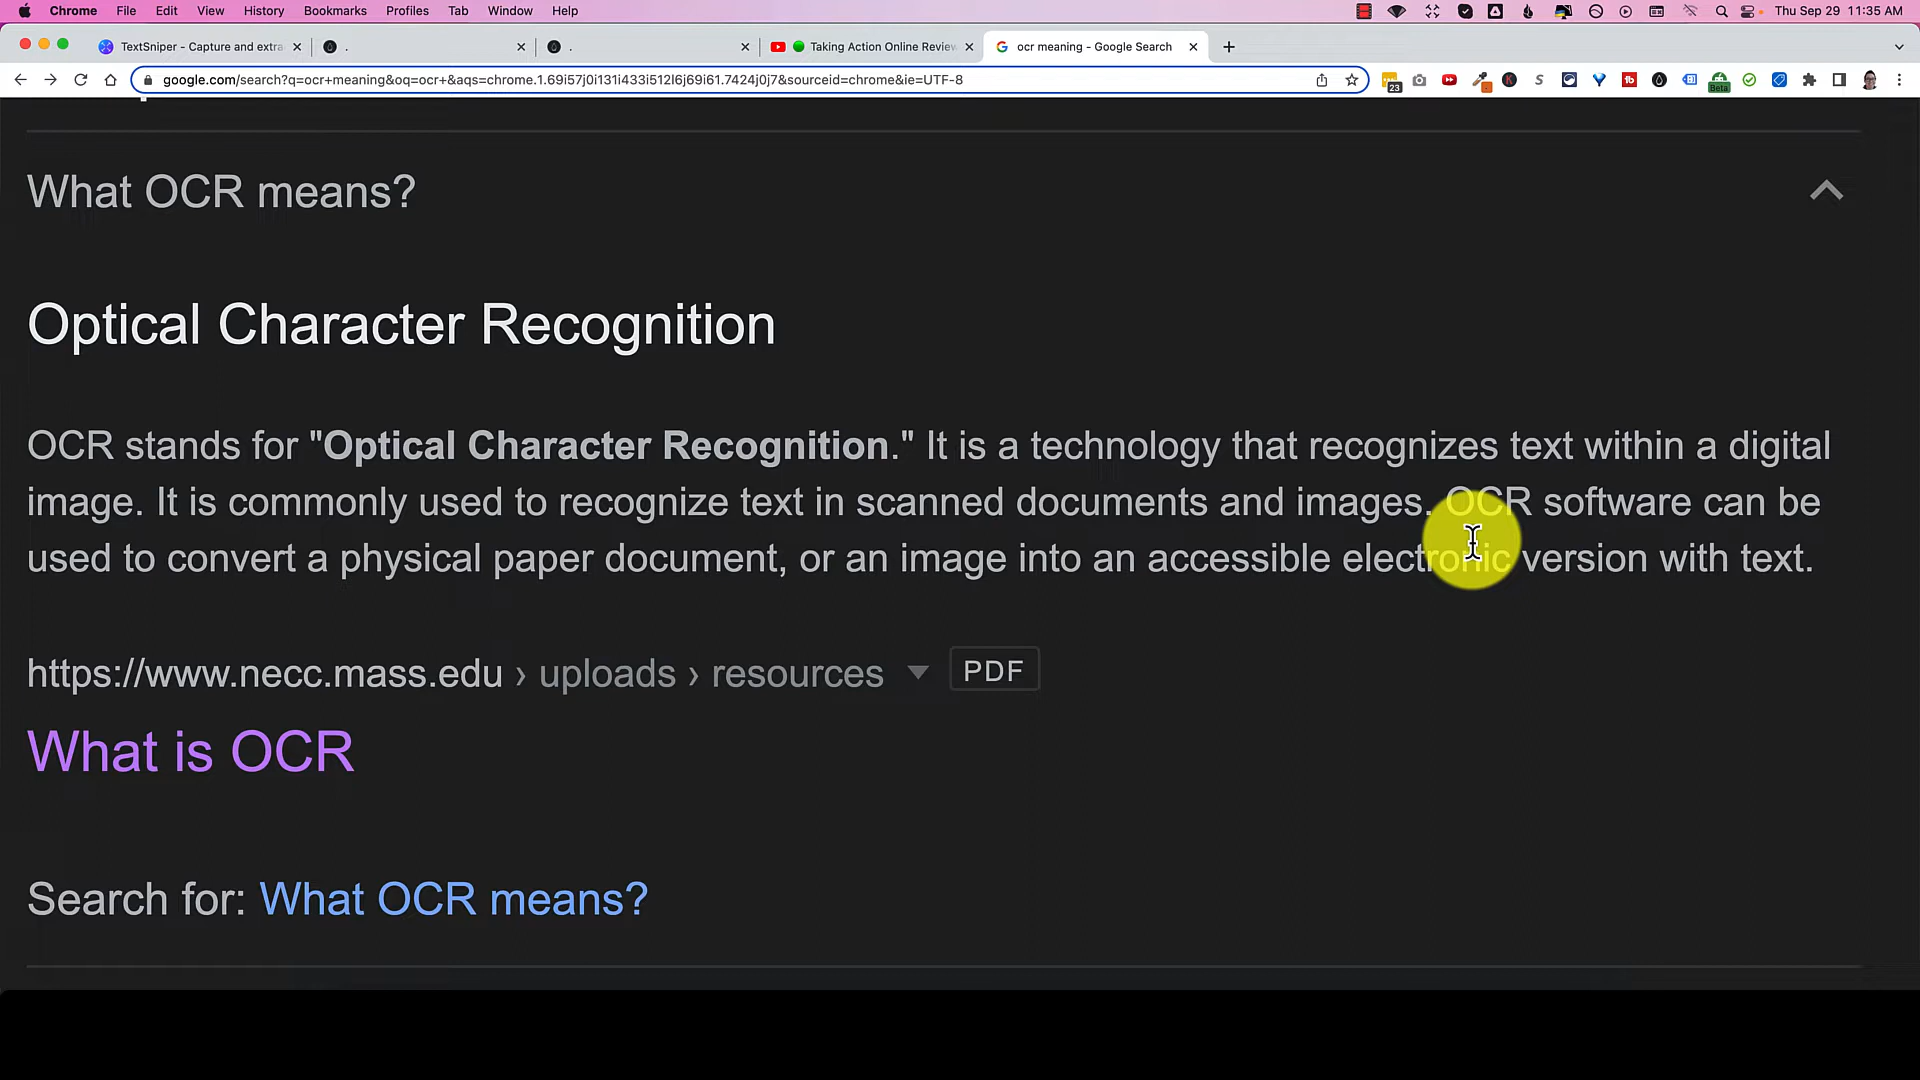 Chrome File Edit View History Bookmarks Profiles Tab Window Help Thu Sep 29 11:35 AM
TextSniper - Capture and extra . . Taking Action Online Review ocr meaning - Google Search
google.com/search?q=ocr+meaning&oq=ocr+&aqs=chrome.1.69i57j0i131i433i512l6j69i61.7424j0j7&sourceid=chrome&ie=UTF-8 23 Beta
What OCR means?
Optical Character Recognition
OCR stands for "Optical Character Recognition." It is a technology that recognizes text within a digital
image. It is commonly used to recognize text in scanned documents and images. OCR software can be
used to convert a physical paper document, or an image into an accessible electronic version with text.
https://www.necc.mass.edu › uploads › resources PDF
What is OCR
Search for: What OCR means?